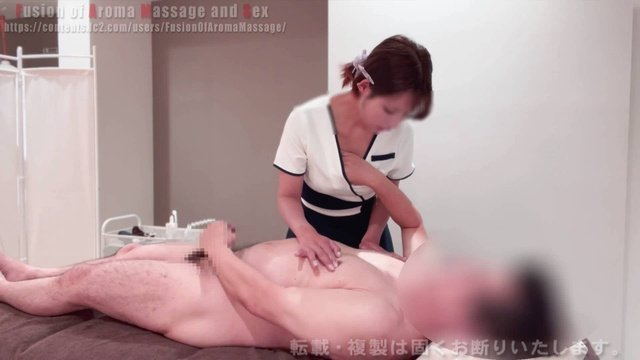 Fusion of Aroma Massage and Sex
https://contents.fc2.com/users/FusionOfAromaMassage/
転載・複製は固くお断りいたします。